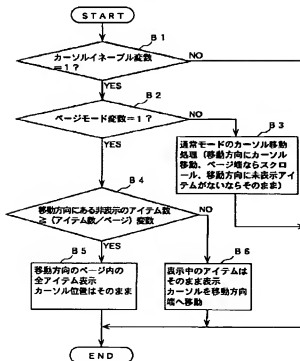 START
B1
カーソルイネーブル変数
=1?
NO
YES
B2
ページモード変数=1?
NO
YES
B3
通常モードのカーソル移動
処理(移動方向にカーソル
移動、ページ端ならスクロ
ール、移動方向に未表示アイ
テムがないならそのまま)
B4
移動方向にある非表示のアイテム数
≧(アイテム数/ページ)変数
NO
YES
B5
移動方向のページ内の
全アイテム表示
カーソル位置はそのまま
B6
表示中のアイテムは
そのまま表示
カーソルを移動方向
端へ移動
END